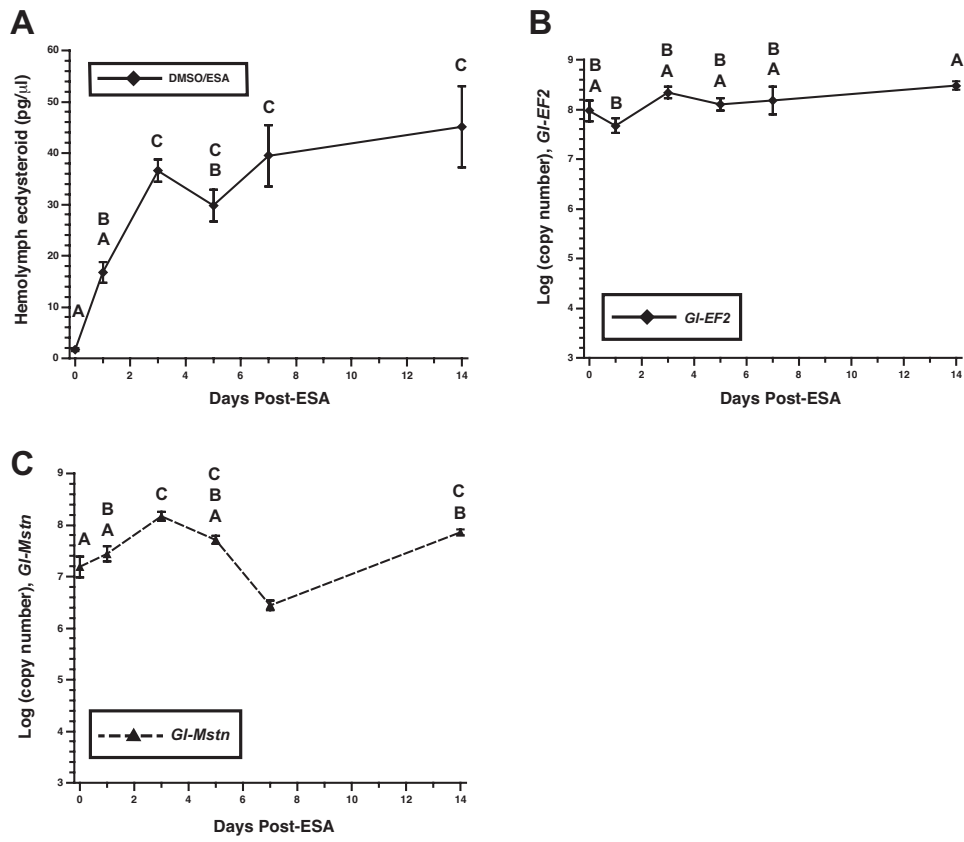 A
Hemolymph ecdysteroid (pg/µl)
60
50
40
30
20
10
0
DMSO/ESA
A
B
A
C
C
B
C
C
0 2 4 6 8 10 12 14
Days Post-ESA
B
Log (copy number), Gl-EF2
9
8
7
6
5
4
3
B
A
B
B
A
B
A
B
A
A
Gl-EF2
0 2 4 6 8 10 12 14
Days Post-ESA
C
Log (copy number), Gl-Mstn
9
8
7
6
5
4
3
A
B
A
C
C
B
A
C
B
Gl-Mstn
0 2 4 6 8 10 12 14
Days Post-ESA